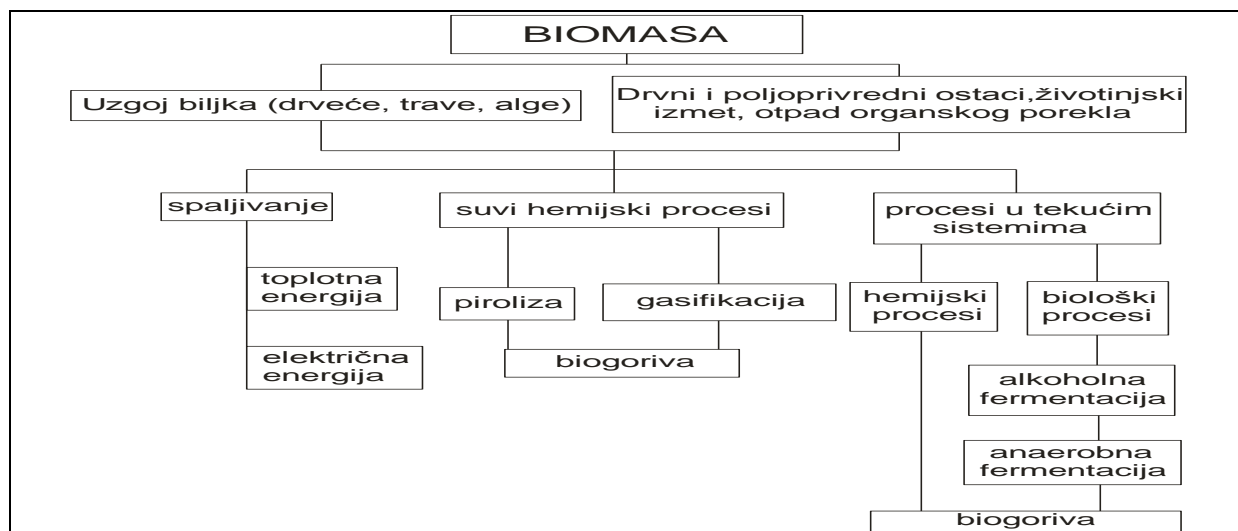 BIOMASA
Uzgoj biljka (drveće, trave, alge)
Drvni i poljoprivredni ostaci,životinjski
izmet, otpad organskog porekla
spaljivanje
suvi hemijski procesi
procesi u tekućim
sistemima
toplotna
energija
piroliza
gasifikacija
hemijski
procesi
biološki
procesi
električna
energija
biogoriva
alkoholna
fermentacija
anaerobna
fermentacija
biogoriva